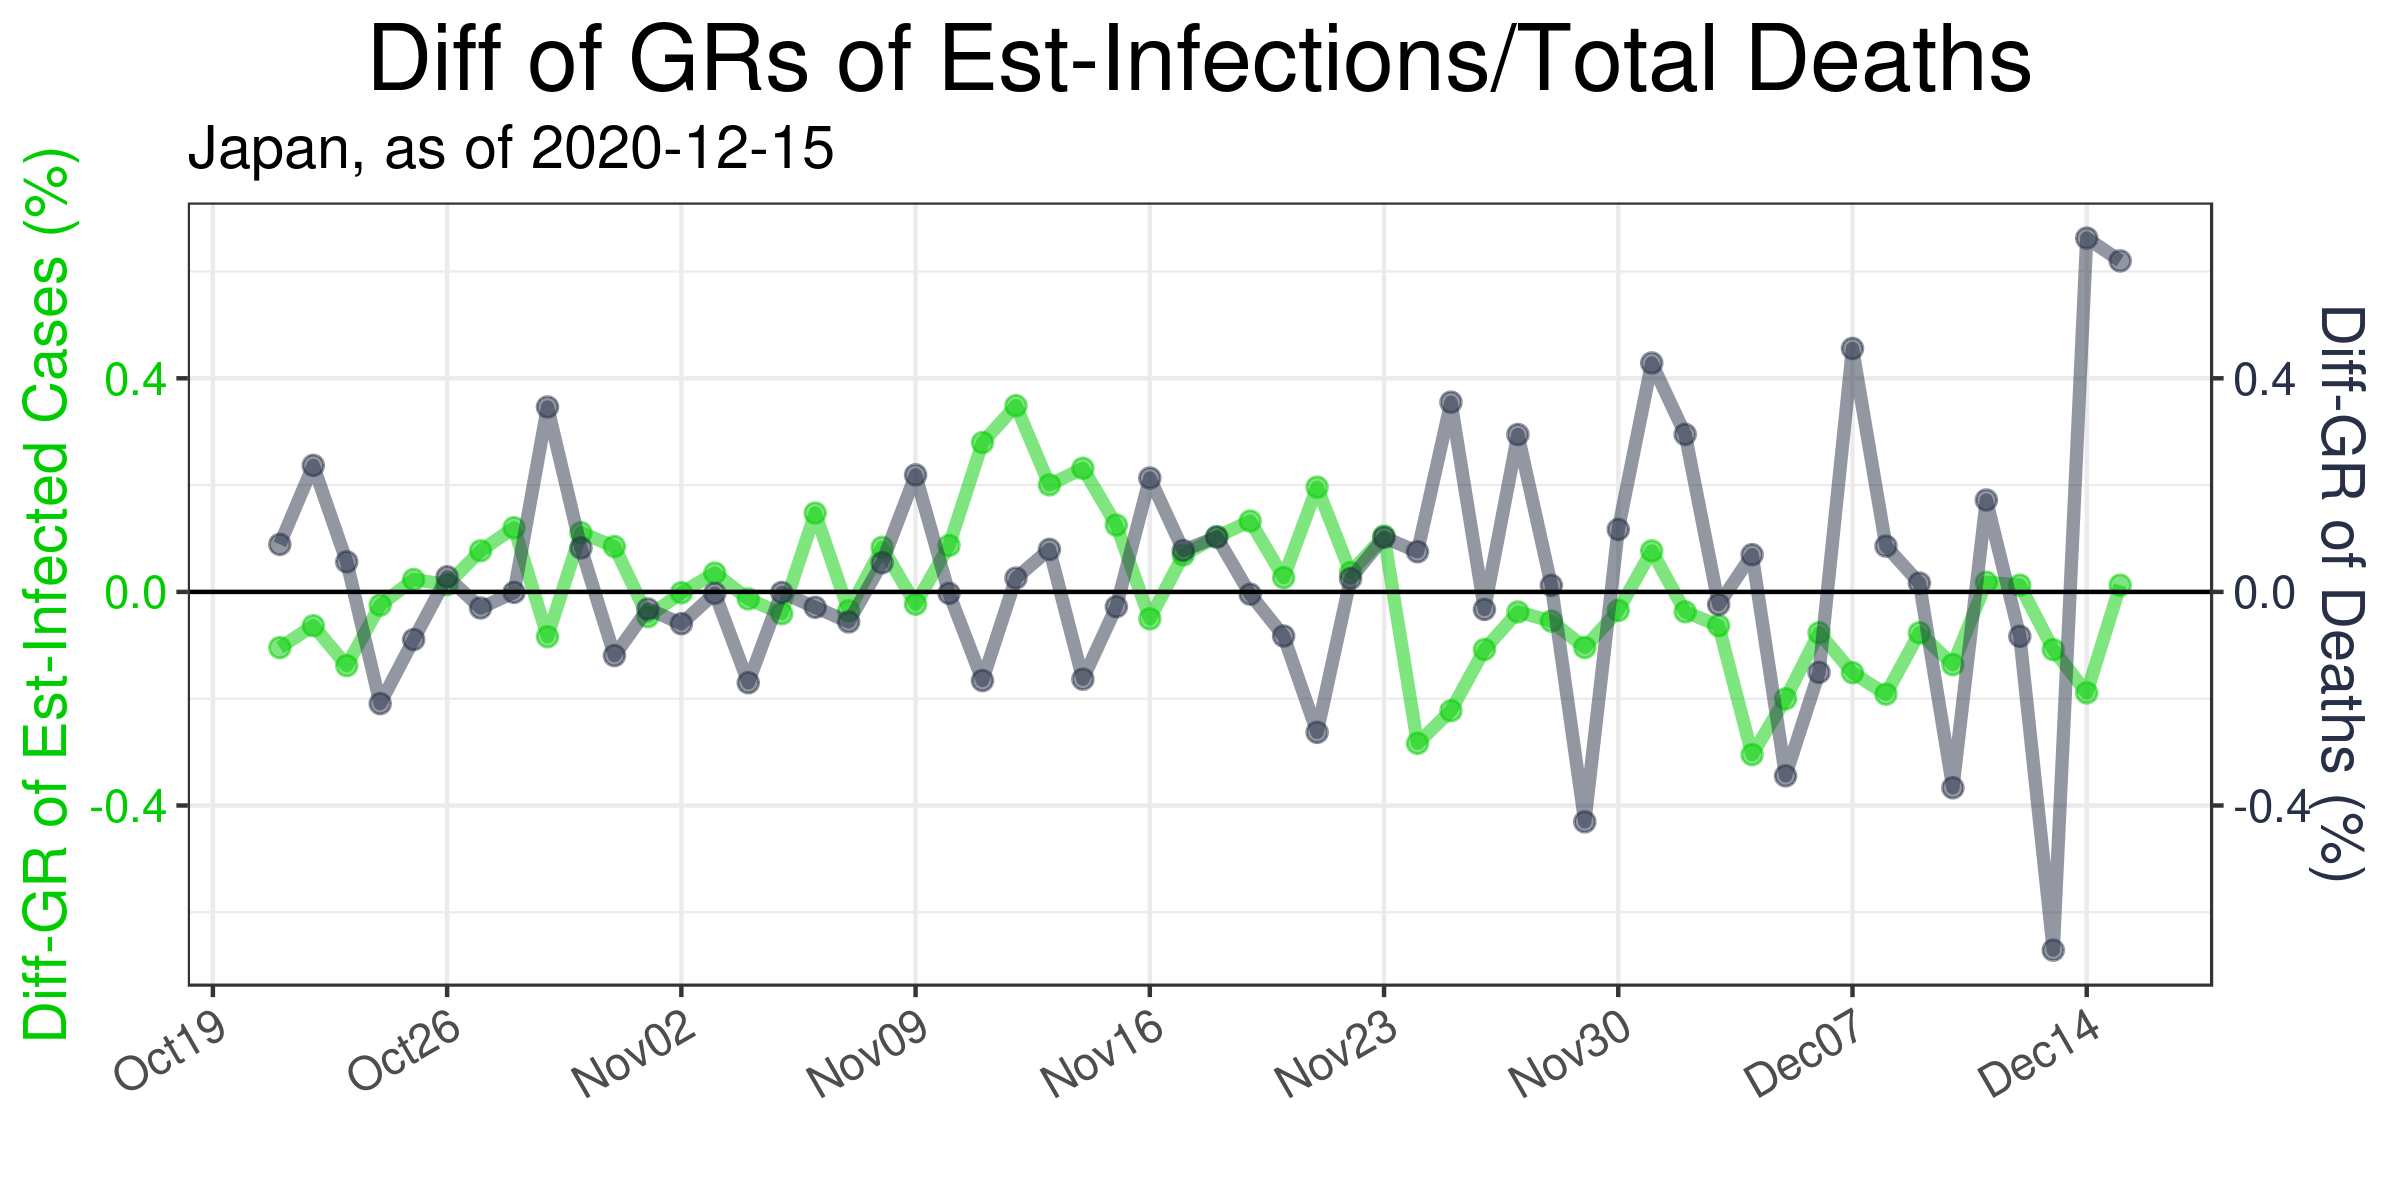 Diff of GRs of Est-Infections/Total Deaths
Japan, as of 2020-12-15
Diff-GR of Est-Infected Cases (%)
0.4
0.0
-0.4
0.4
0.0
-0.4
Diff-GR of Deaths (%)
Oct19
Oct26
Nov02
Nov09
Nov16
Nov23
Nov30
Dec07
Dec14